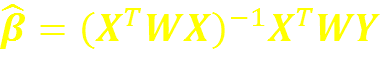 β̂ = (XᵀWX)⁻¹XᵀWY